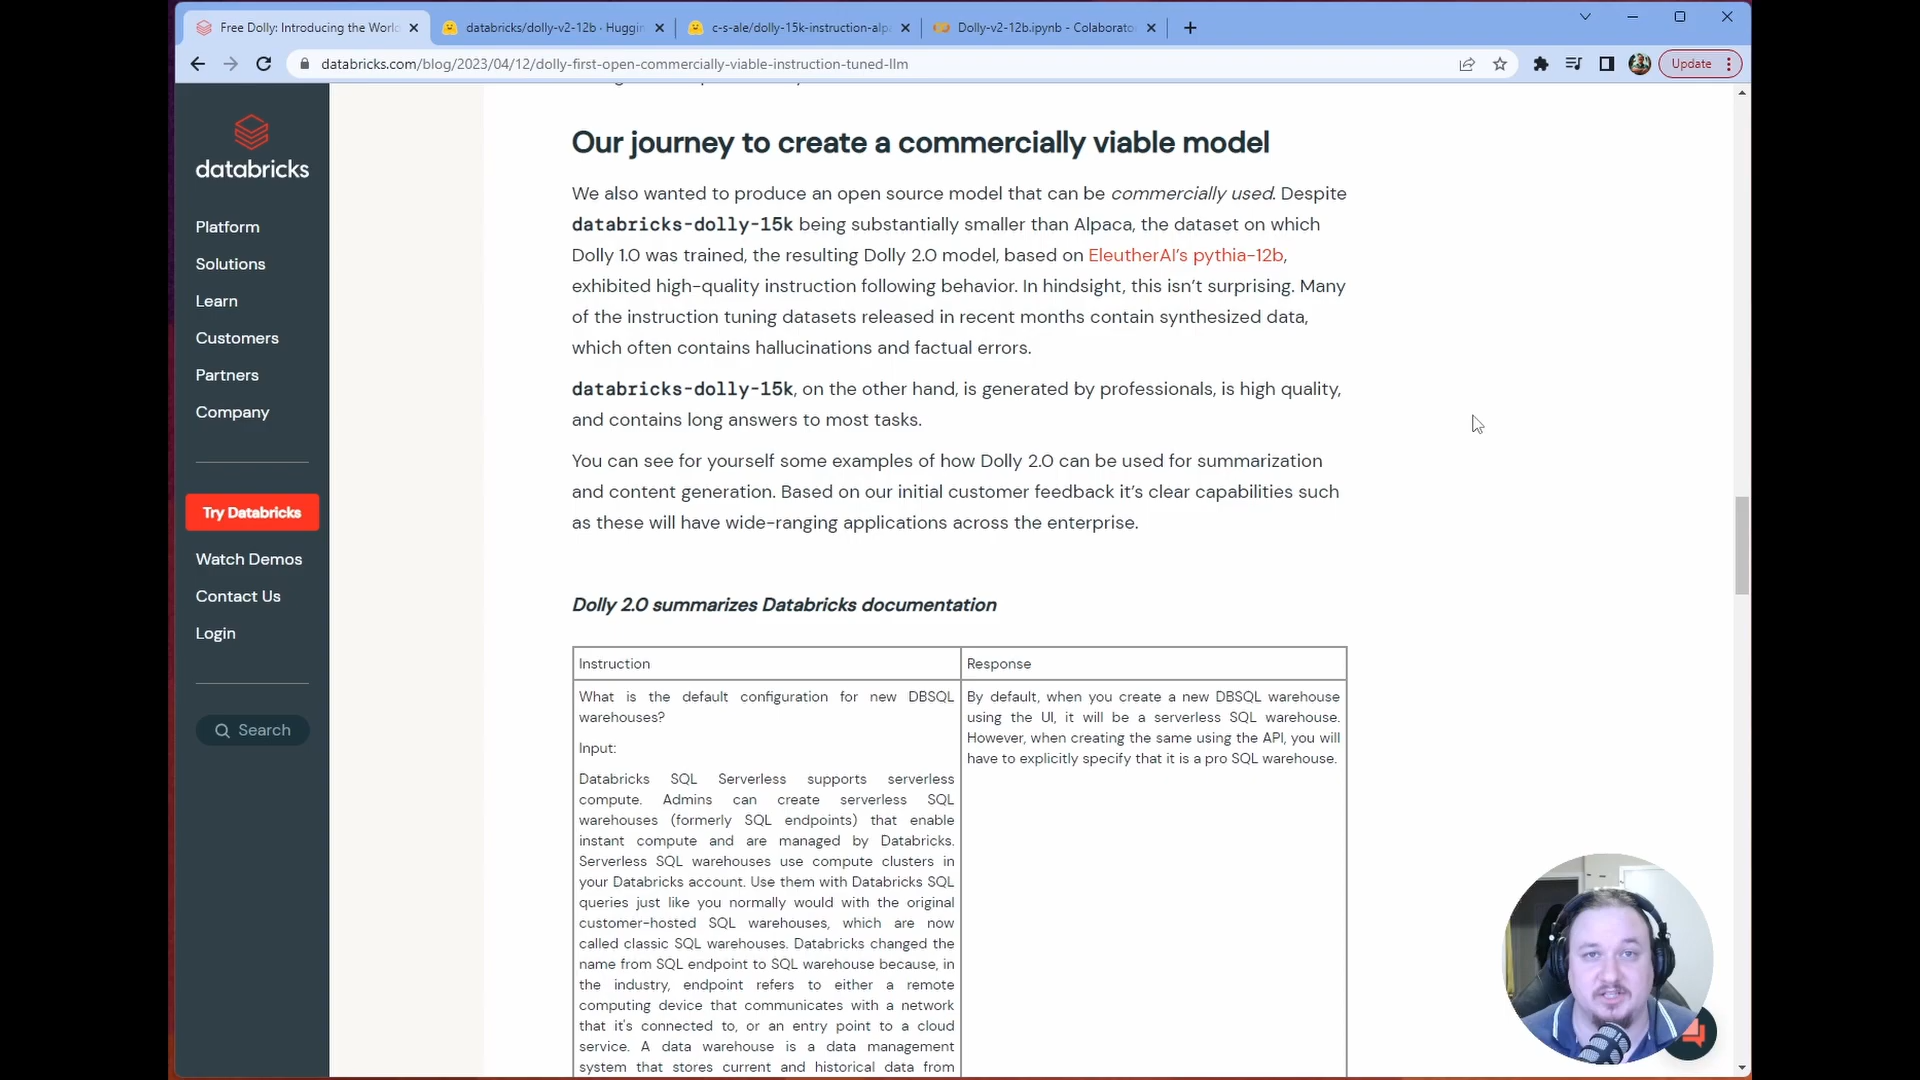 Free Dolly: Introducing the World
databricks/dolly-v2-12b · Huggin
c-s-ale/dolly-15k-instruction-alp
Dolly-v2-12b.ipynb - Colaborato
databricks.com/blog/2023/04/12/dolly-first-open-commercially-viable-instruction-tuned-llm
Update
databricks
Platform
Solutions
Learn
Customers
Partners
Company
Try Databricks
Watch Demos
Contact Us
Login
Search
Our journey to create a commercially viable model
We also wanted to produce an open source model that can be commercially used. Despite
databricks-dolly-15k being substantially smaller than Alpaca, the dataset on which
Dolly 1.0 was trained, the resulting Dolly 2.0 model, based on EleutherAI's pythia-12b,
exhibited high-quality instruction following behavior. In hindsight, this isn't surprising. Many
of the instruction tuning datasets released in recent months contain synthesized data,
which often contains hallucinations and factual errors.
databricks-dolly-15k, on the other hand, is generated by professionals, is high quality,
and contains long answers to most tasks.
You can see for yourself some examples of how Dolly 2.0 can be used for summarization
and content generation. Based on our initial customer feedback it's clear capabilities such
as these will have wide-ranging applications across the enterprise.
Dolly 2.0 summarizes Databricks documentation
Instruction
What is the default configuration for new DBSQL
warehouses?
Input:
Databricks SQL Serverless supports serverless
compute. Admins can create serverless SQL
warehouses (formerly SQL endpoints) that enable
instant compute and are managed by Databricks.
Serverless SQL warehouses use compute clusters in
your Databricks account. Use them with Databricks SQL
queries just like you normally would with the original
customer-hosted SQL warehouses, which are now
called classic SQL warehouses. Databricks changed the
name from SQL endpoint to SQL warehouse because, in
the industry, endpoint refers to either a remote
computing device that communicates with a network
that it's connected to, or an entry point to a cloud
service. A data warehouse is a data management
system that stores current and historical data from
Response
By default, when you create a new DBSQL warehouse
using the UI, it will be a serverless SQL warehouse.
However, when creating the same using the API, you will
have to explicitly specify that it is a pro SQL warehouse.